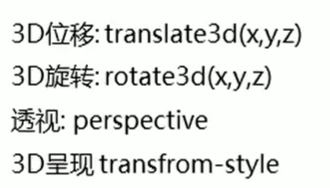 3D位移: translate3d(x,y,z)
3D旋转: rotate3d(x,y,z)
透视: perspective
3D呈现 transfrom-style